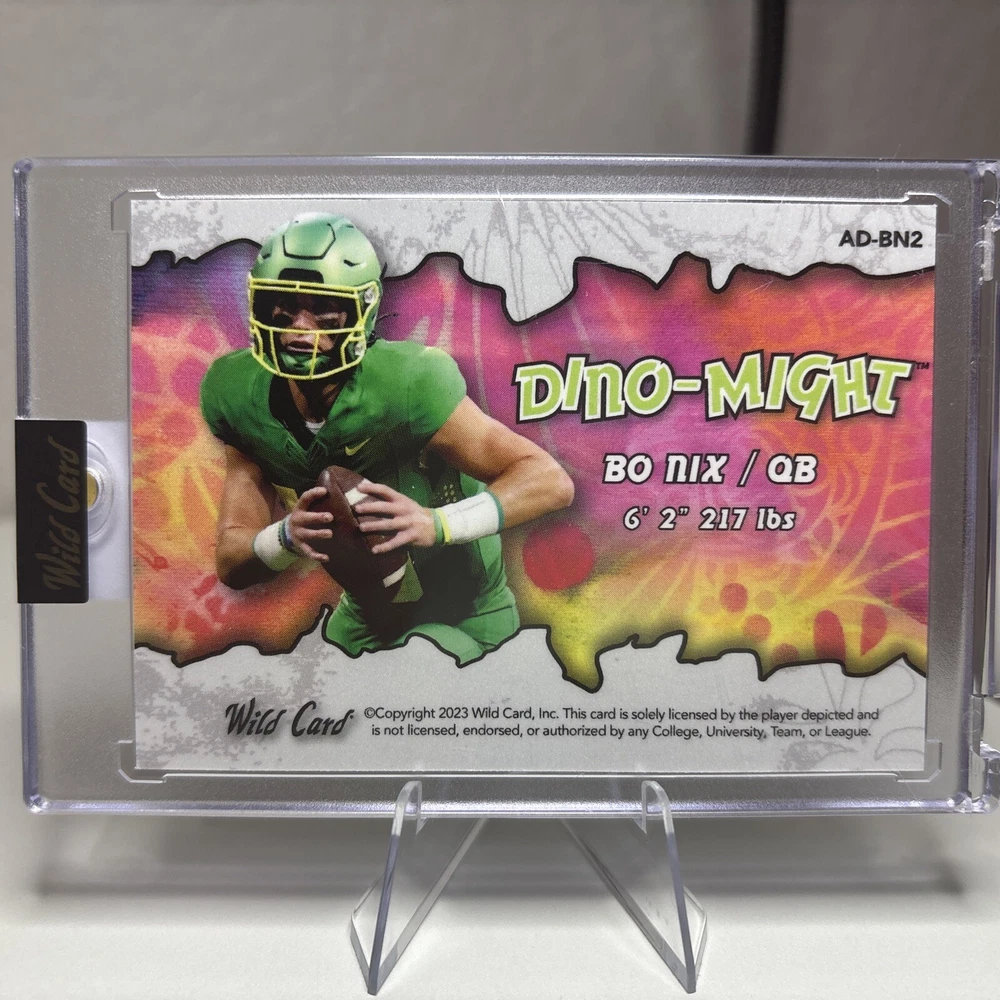 AD-BN2
DINO-MIGHT™
BO NIX / QB
6' 2" 217 lbs
Wild Card
Wild Card
©Copyright 2023 Wild Card, Inc. This card is solely licensed by the player depicted and
is not licensed, endorsed, or authorized by any College, University, Team, or League.